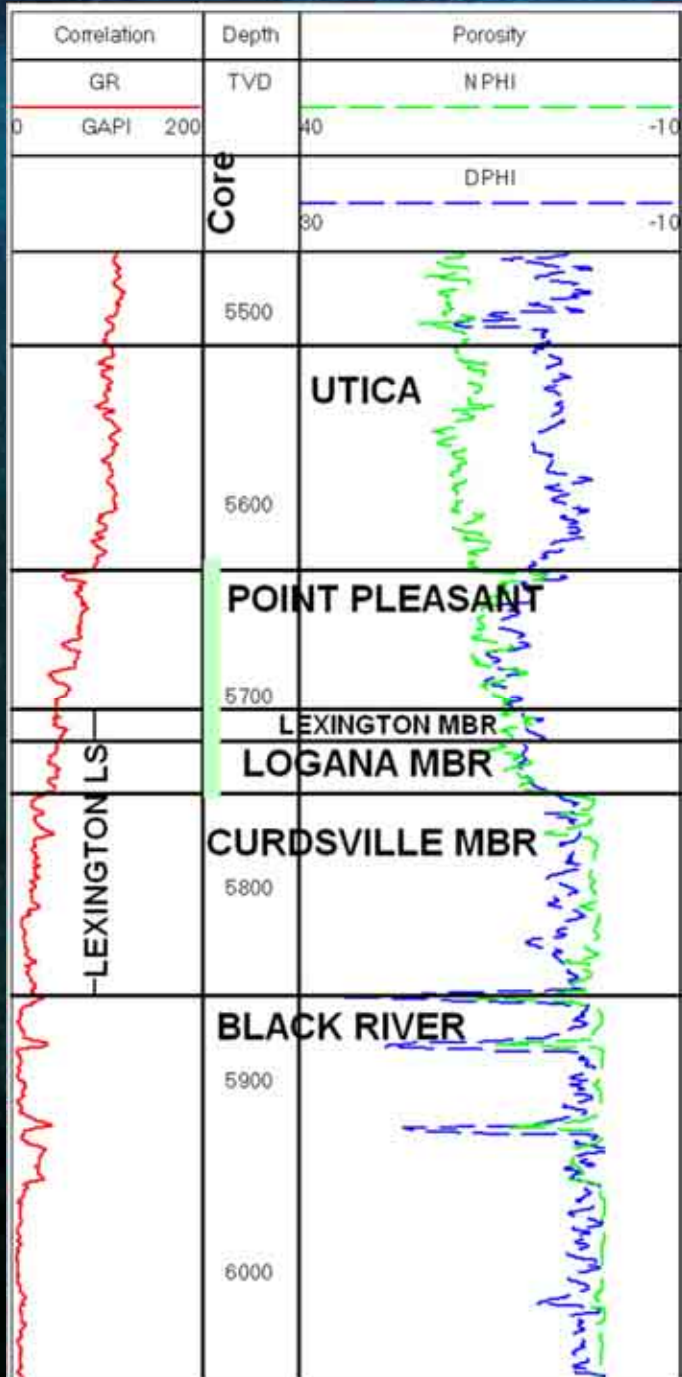 Correlation Depth Porosity
GR TVD NPHI
0 GAPI 200 40 -10
Core
DPHI
30 -10
5500
UTICA
5600
POINT PLEASANT
5700
LEXINGTON MBR
LOGANA MBR
LEXINGTON LS
CURDSVILLE MBR
5800
BLACK RIVER
5900
6000